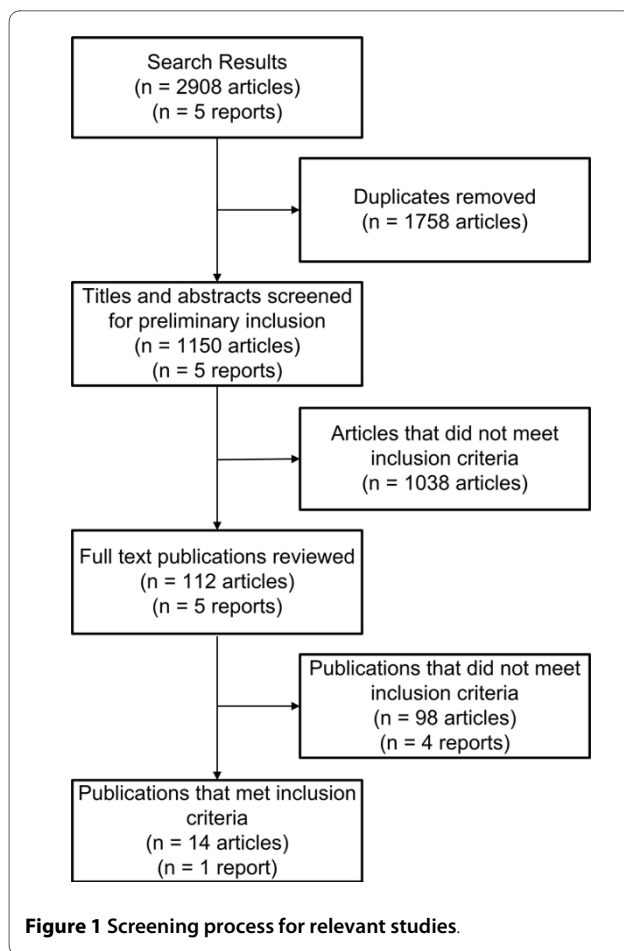 Search Results
(n = 2908 articles)
(n = 5 reports)
Duplicates removed
(n = 1758 articles)
Titles and abstracts screened
for preliminary inclusion
(n = 1150 articles)
(n = 5 reports)
Articles that did not meet
inclusion criteria
(n = 1038 articles)
Full text publications reviewed
(n = 112 articles)
(n = 5 reports)
Publications that did not meet
inclusion criteria
(n = 98 articles)
(n = 4 reports)
Publications that met inclusion
criteria
(n = 14 articles)
(n = 1 report)
Figure 1 Screening process for relevant studies.